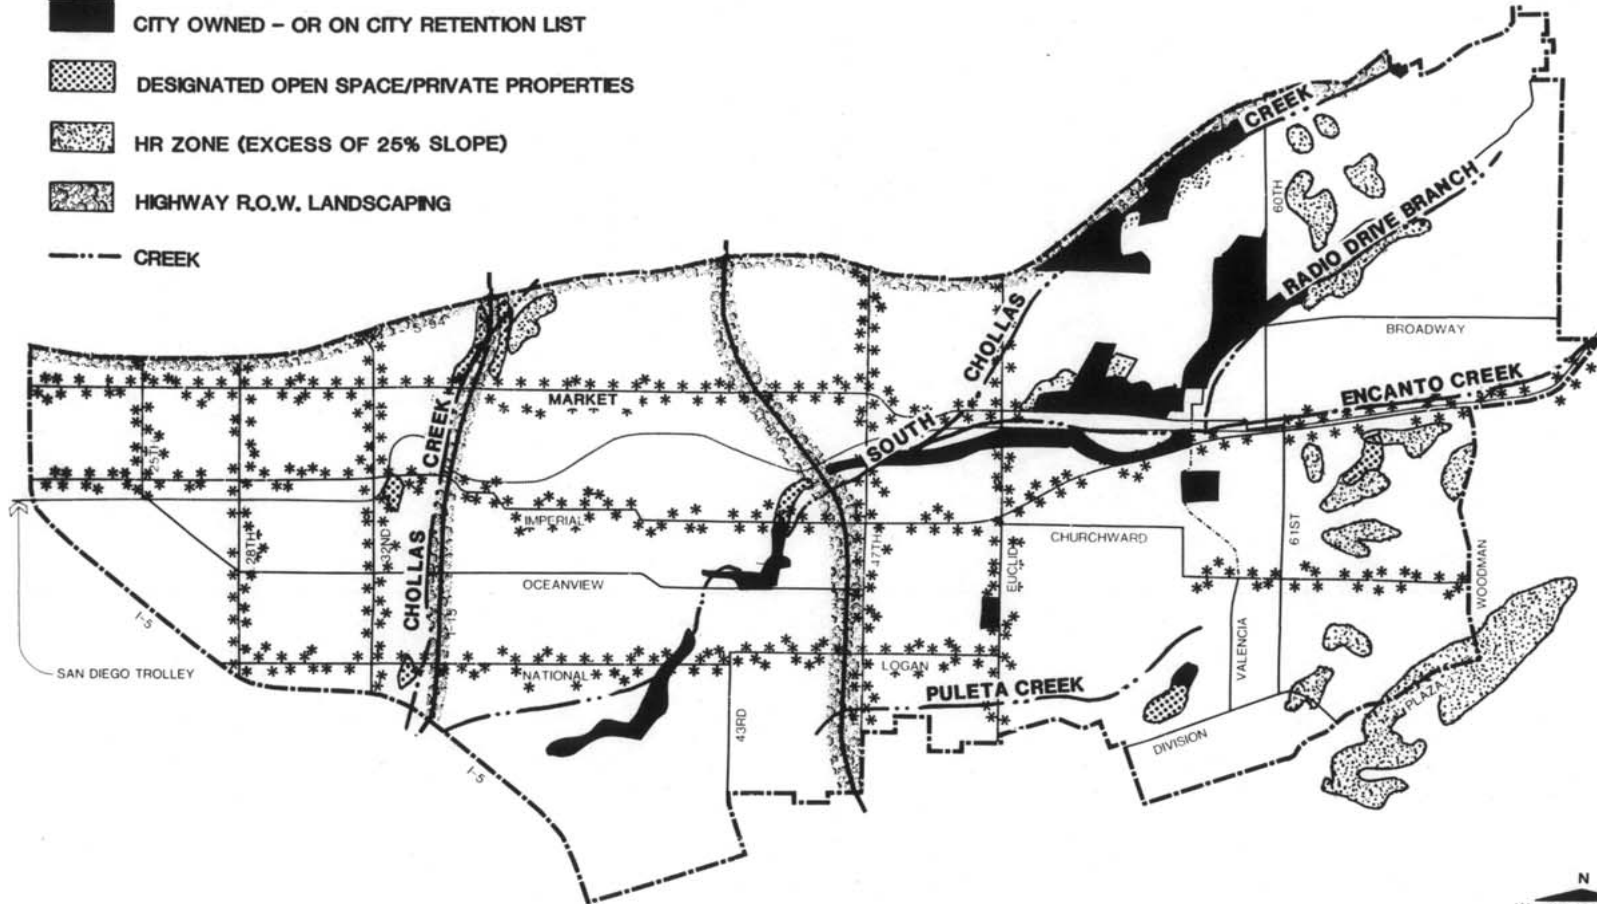 CITY OWNED - OR ON CITY RETENTION LIST
DESIGNATED OPEN SPACE/PRIVATE PROPERTIES
HR ZONE (EXCESS OF 25% SLOPE)
HIGHWAY R.O.W. LANDSCAPING
CREEK
CREEK
60TH
RADIO DRIVE BRANCH
BROADWAY
CHOLLAS
SOUTH
ENCANTO CREEK
MARKET
CREEK
CHOLLAS
25TH
28TH
32ND
IMPERIAL
47TH
EUCLID
CHURCHWARD
61ST
WOODMAN
OCEANVIEW
I-5
I-15
SAN DIEGO TROLLEY
NATIONAL
LOGAN
VALENCIA
PULETA CREEK
43RD
PLAZA
DIVISION
I-5
N